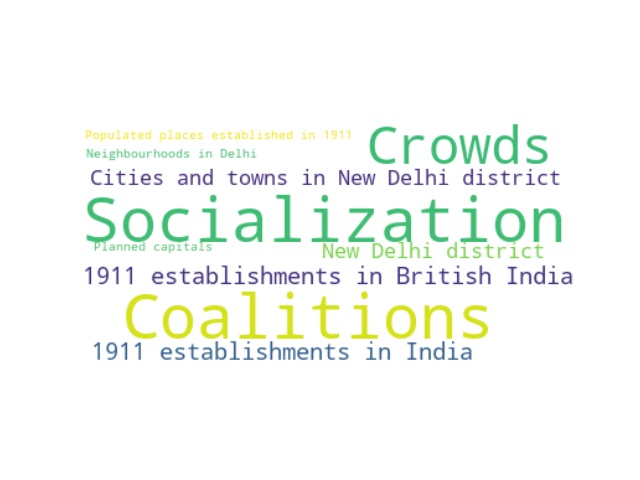 Populated places established in 1911
Crowds
Neighbourhoods in Delhi
Cities and towns in New Delhi district
Socialization
Planned capitals
New Delhi district
1911 establishments in British India
Coalitions
1911 establishments in India